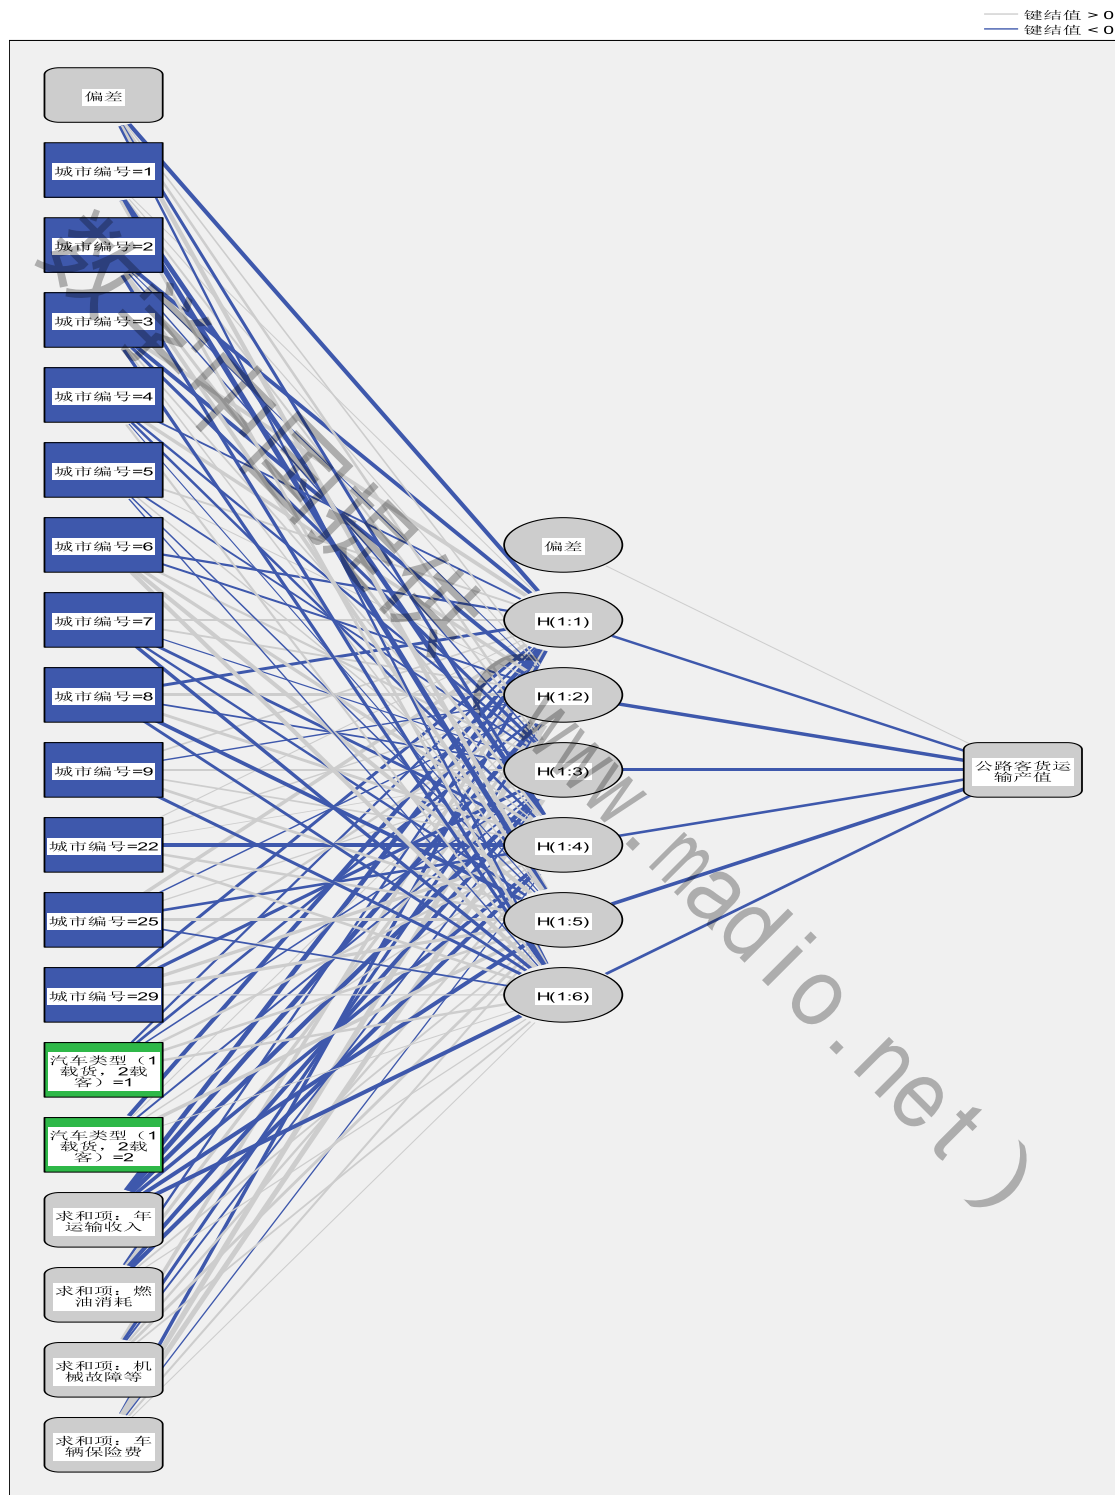 键结值 > 0
键结值 < 0
偏差
城市编号=1
城市编号=2
城市编号=3
城市编号=4
城市编号=5
城市编号=6
城市编号=7
城市编号=8
城市编号=9
城市编号=22
城市编号=25
城市编号=29
汽车类型（1
载货，2载
客）=1
汽车类型（1
载货，2载
客）=2
求和项：年
运输收入
求和项：燃
油消耗
求和项：机
械故障等
求和项：车
辆保险费
偏差
H(1:1)
H(1:2)
H(1:3)
H(1:4)
H(1:5)
H(1:6)
公路客货运
输产值
数学中国提供（www.madio.net）